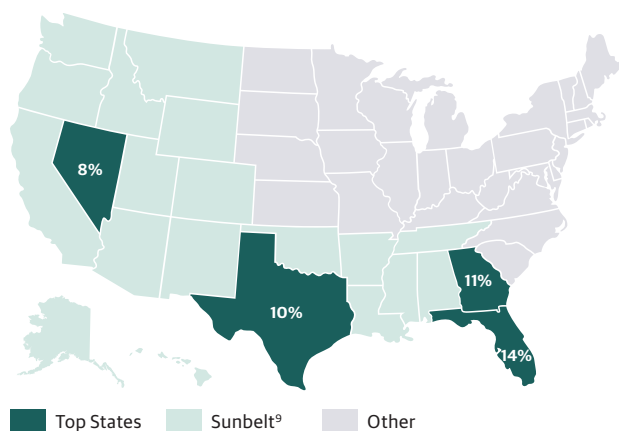 8%
11%
10%
14%
Top States
Sunbelt⁹
Other